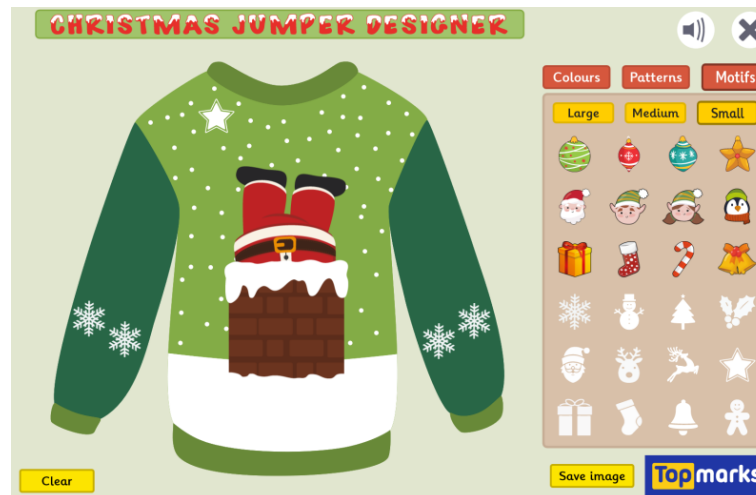 CHRISTMAS JUMPER DESIGNER
Colours Patterns Motifs
Large Medium Small
Clear
Save image
Topmarks